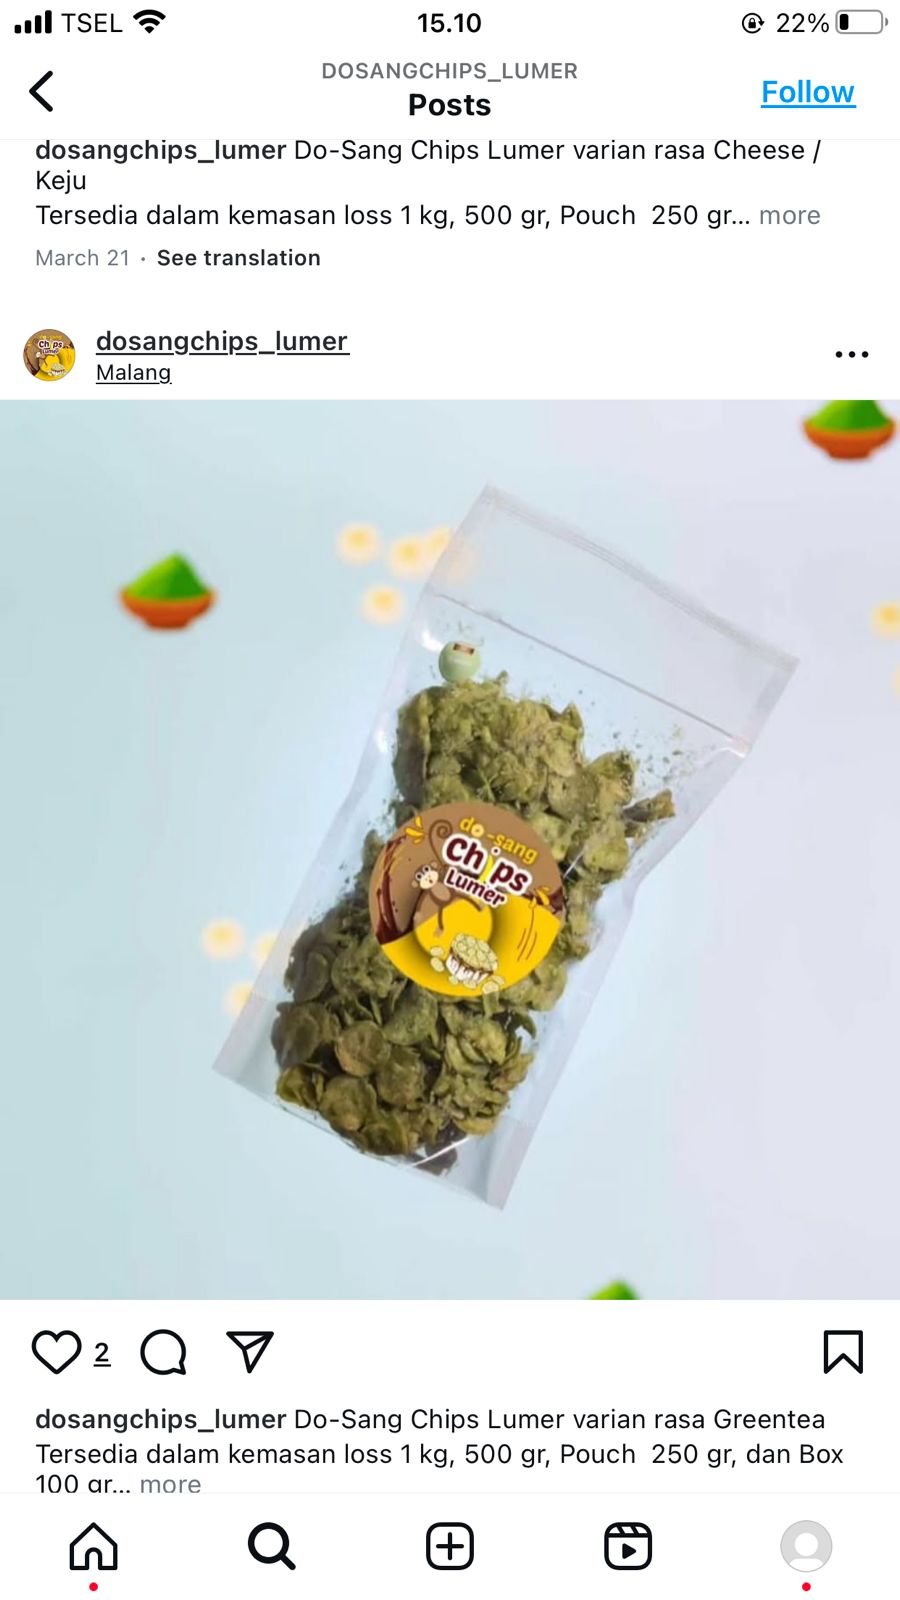 TSEL
15.10
22%
DOSANGCHIPS_LUMER
Posts
Follow
dosangchips_lumer Do-Sang Chips Lumer varian rasa Cheese /
Keju
Tersedia dalam kemasan loss 1 kg, 500 gr, Pouch 250 gr... more
March 21 · See translation
dosangchips_lumer
Malang
do-sang
Chips
Lumer
2
dosangchips_lumer Do-Sang Chips Lumer varian rasa Greentea
Tersedia dalam kemasan loss 1 kg, 500 gr, Pouch 250 gr, dan Box
100 gr... more